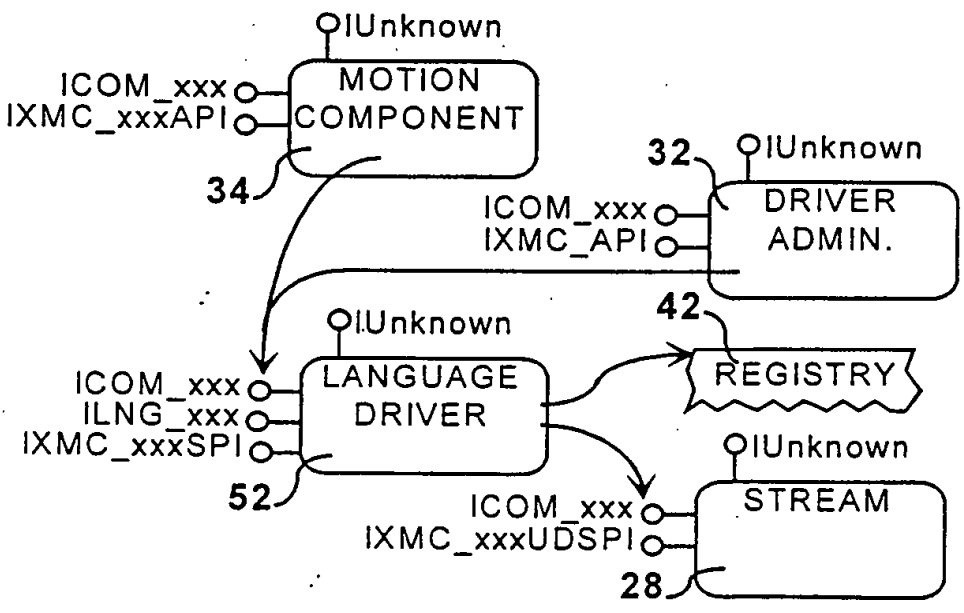 IUnknown
ICOM_xxx
IXMC_xxxAPI
MOTION
COMPONENT
34
IUnknown
32
ICOM_xxx
IXMC_API
DRIVER
ADMIN.
42
REGISTRY
IUnknown
ICOM_xxx
ILNG_xxx
IXMC_xxxSPI
LANGUAGE
DRIVER
52
IUnknown
ICOM_xxx
IXMC_xxxUDSPI
STREAM
28